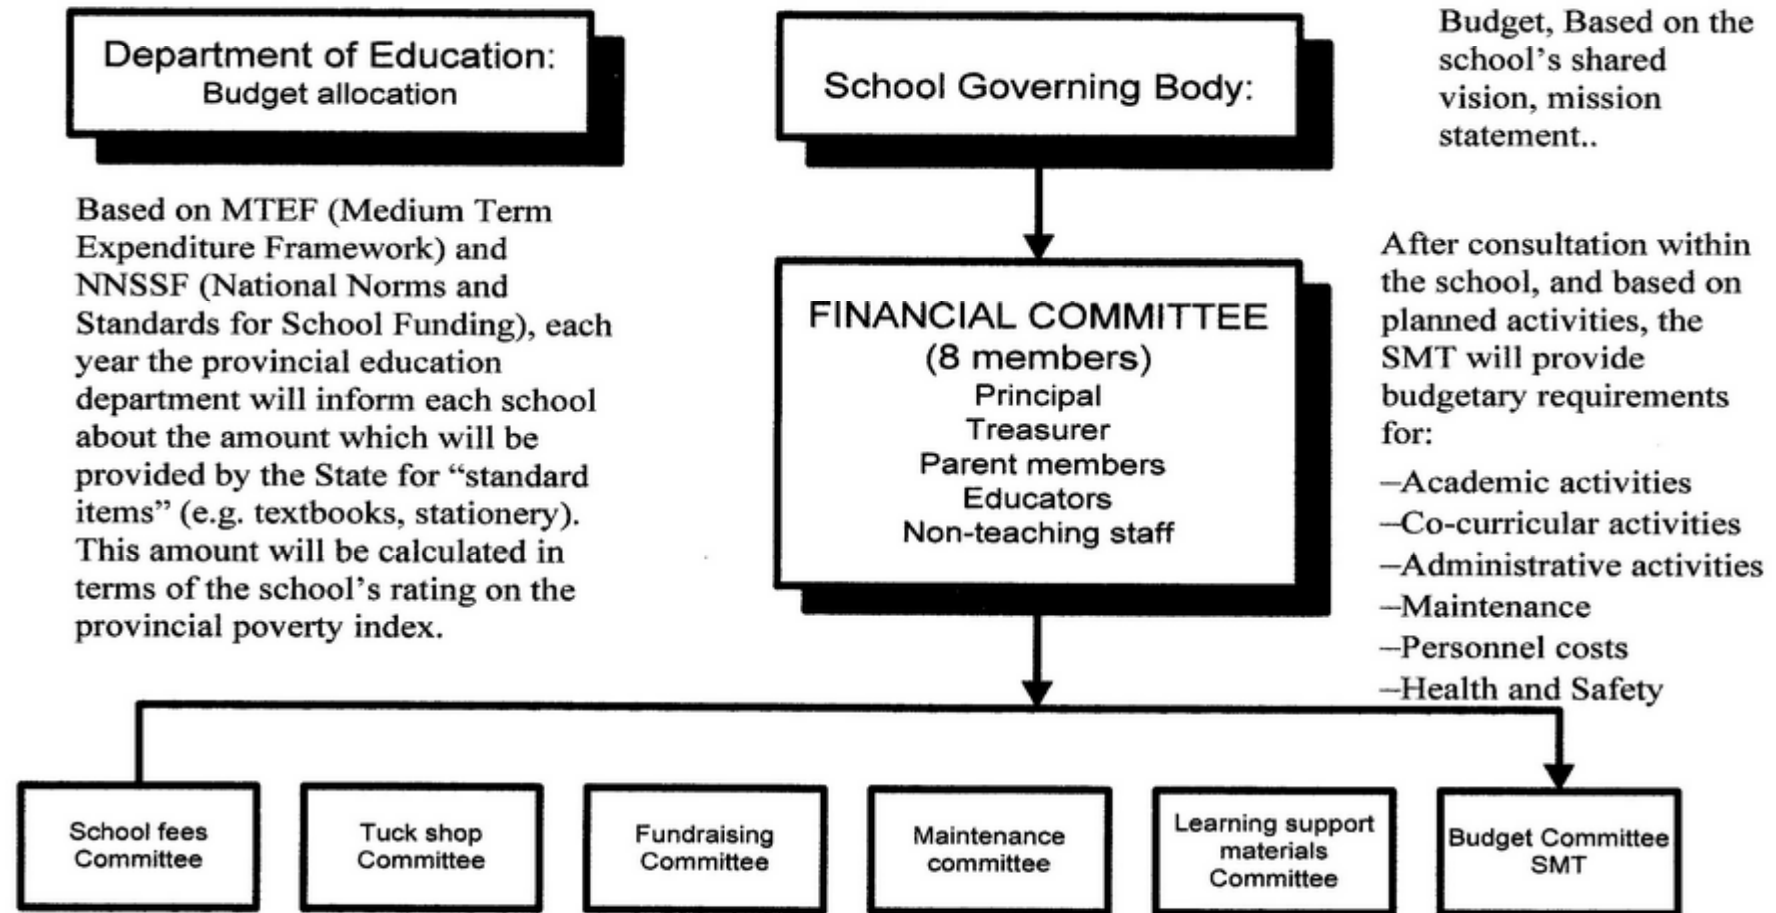 Department of Education:
Budget allocation
Based on MTEF (Medium Term
Expenditure Framework) and
NNSSF (National Norms and
Standards for School Funding), each
year the provincial education
department will inform each school
about the amount which will be
provided by the State for “standard
items” (e.g. textbooks, stationery).
This amount will be calculated in
terms of the school’s rating on the
provincial poverty index.
School Governing Body:
FINANCIAL COMMITTEE
(8 members)
Principal
Treasurer
Parent members
Educators
Non-teaching staff
Budget, Based on the
school’s shared
vision, mission
statement..
After consultation within
the school, and based on
planned activities, the
SMT will provide
budgetary requirements
for:
–Academic activities
–Co-curricular activities
–Administrative activities
–Maintenance
–Personnel costs
–Health and Safety
School fees
Committee
Tuck shop
Committee
Fundraising
Committee
Maintenance
committee
Learning support
materials
Committee
Budget Committee
SMT